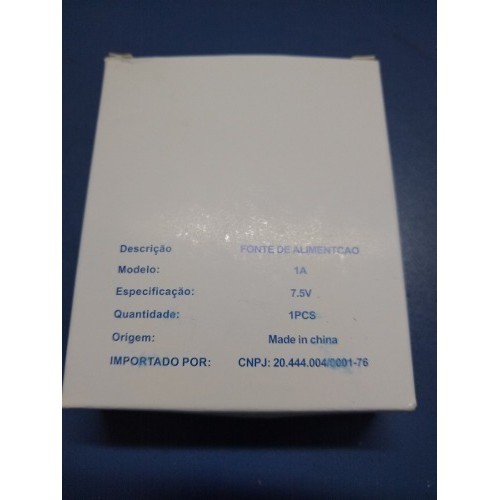 Descrição FONTE DE ALIMENTCAO
Modelo: 1A
Especificação: 7.5V
Quantidade: 1PCS
Origem: Made in china
IMPORTADO POR: CNPJ: 20.444.004/0001-76